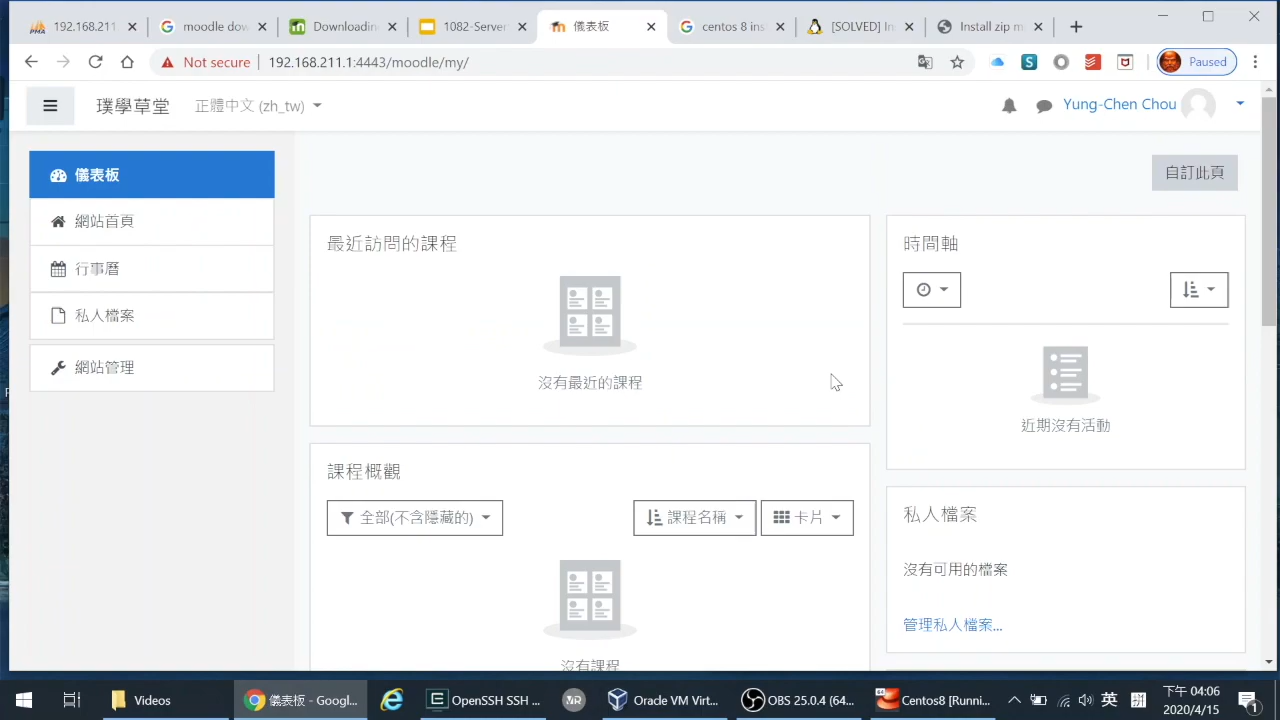 192.168.211
moodle dow
Downloadin
1082-Server
儀表板
centos 8 ins
[SOLVED] In
Install zip m
Not secure
192.168.211.1:4443/moodle/my
Paused
璞學草堂
正體中文 (zh_tw)
Yung-Chen Chou
儀表板
網站首頁
行事曆
私人檔案
網站管理
自訂此頁
最近訪問的課程
沒有最近的課程
課程概觀
全部(不含隱藏的)
課程名稱
卡片
沒有課程
時間軸
近期沒有活動
私人檔案
沒有可用的檔案
管理私人檔案...
Videos
儀表板 - Googl...
OpenSSH SSH ...
Oracle VM Virt...
OBS 25.0.4 (64...
Centos8 [Runni...
英
下午 04:06
2020/4/15